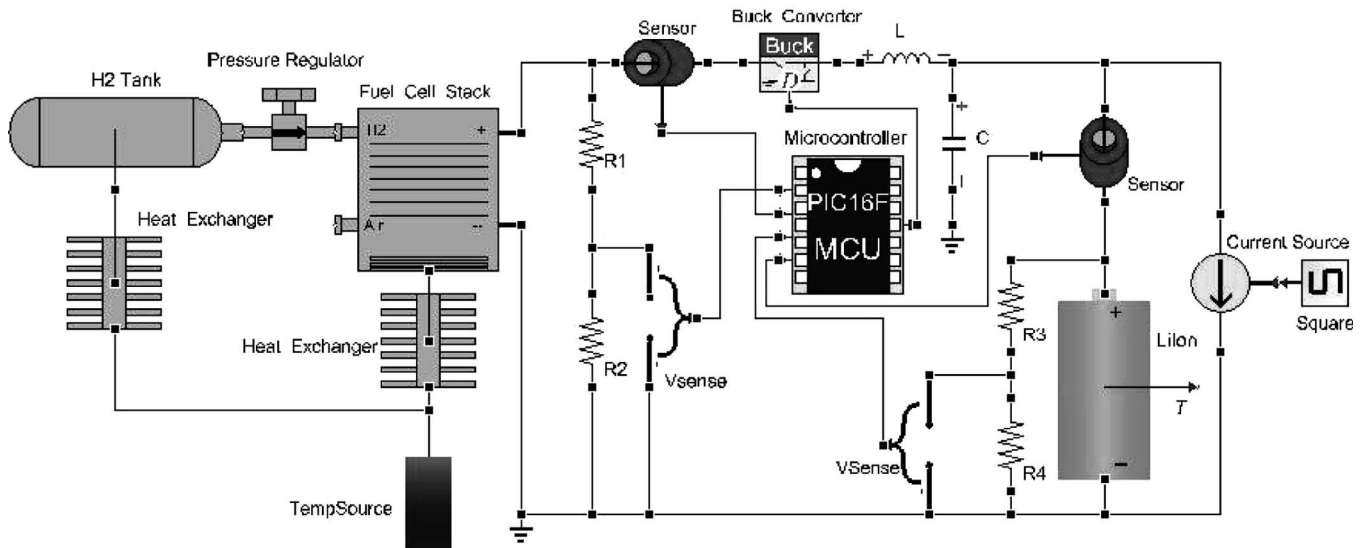 Buck Converter
Sensor
L
Buck
+
–
D
Pressure Regulator
H2 Tank
Fuel Cell Stack
H2
+
+
C
Microcontroller
R1
PIC16F
Sensor
MCU
Heat Exchanger
Air
--
Current Source
Square
R3
LiIon
+
Heat Exchanger
R2
Vsense
T
VSense
R4
–
TempSource